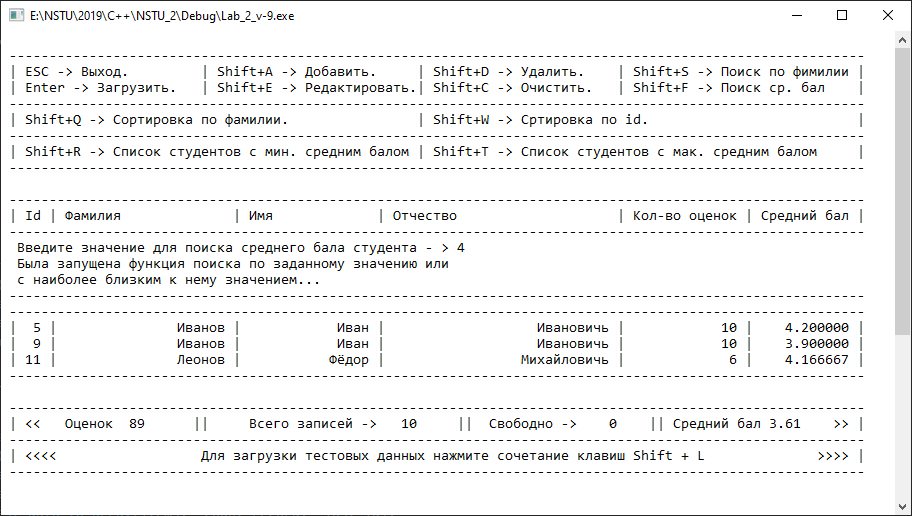 E:\NSTU\2019\C++\NSTU_2\Debug\Lab_2_v-9.exe
| ESC -> Выход. | Shift+A -> Добавить. | Shift+D -> Удалить. | Shift+S -> Поиск по фимилии |
| Enter -> Загрузить. | Shift+E -> Редактировать.| Shift+C -> Очистить. | Shift+F -> Поиск ср. бал |
| Shift+Q -> Сортировка по фамилии. | Shift+W -> Сртировка по id. |
| Shift+R -> Список студентов с мин. средним балом | Shift+T -> Список студентов с мак. средним балом |
| Id | Фамилия | Имя | Отчество | Кол-во оценок | Средний бал |
Введите значение для поиска среднего бала студента - > 4
Была запущена функция поиска по заданному значению или
с наиболее близким к нему значением...
| 5 | Иванов | Иван | Ивановичь | 10 | 4.200000 |
| 9 | Иванов | Иван | Ивановичь | 10 | 3.900000 |
| 11 | Леонов | Фёдор | Михайловичь | 6 | 4.166667 |
| << Оценок 89 || Всего записей -> 10 || Свободно -> 0 || Средний бал 3.61 >> |
| <<<< Для загрузки тестовых данных нажмите сочетание клавиш Shift + L >>>> |